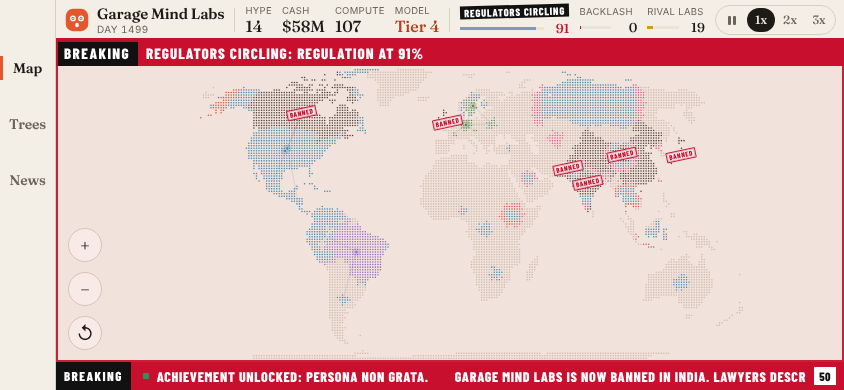 Garage Mind Labs
DAY 1499
HYPE
14
CASH
$58M
COMPUTE
107
MODEL
Tier 4
REGULATORS CIRCLING
91
BACKLASH
0
RIVAL LABS
19
1x
2x
3x
BREAKING
REGULATORS CIRCLING: REGULATION AT 91%
Map
Trees
News
BANNED
BANNED
BANNED
BANNED
BANNED
BANNED
+
−
BREAKING
ACHIEVEMENT UNLOCKED: PERSONA NON GRATA.
GARAGE MIND LABS IS NOW BANNED IN INDIA. LAWYERS DESCR
50